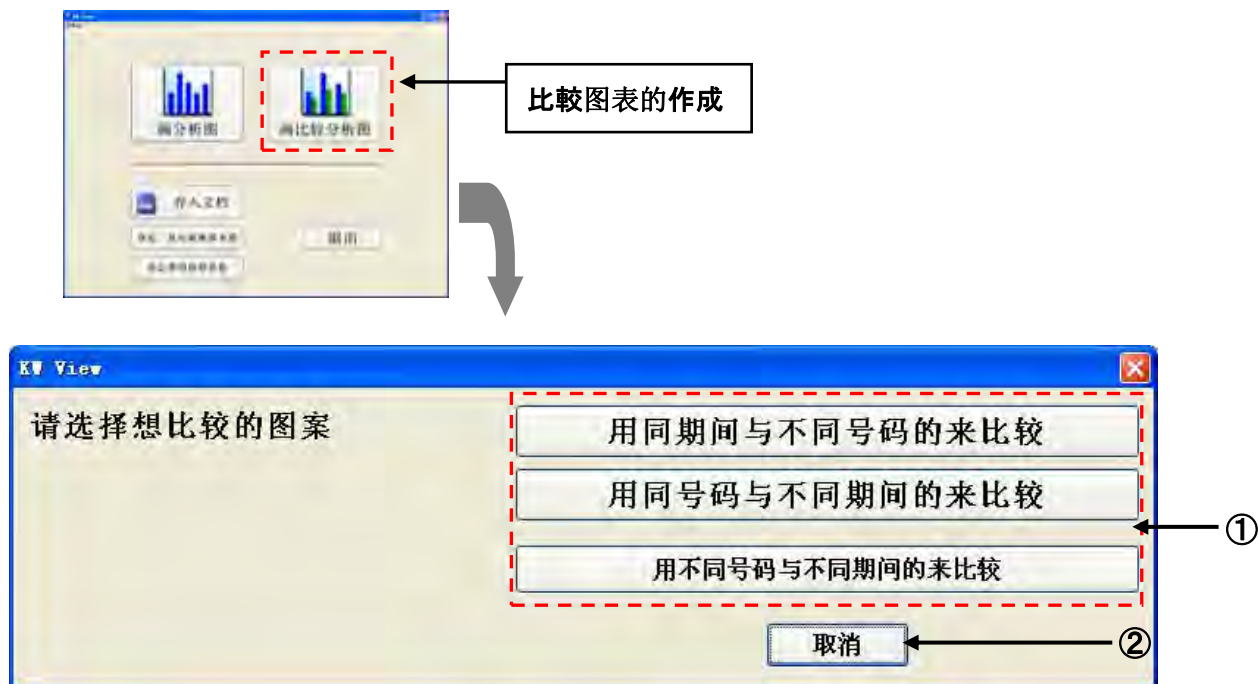 画分析图
画比较分析图
比較图表的作成
存入文档
退出
KW View
请选择想比较的图案
用同期间与不同号码的来比较
用同号码与不同期间的来比较
①
用不同号码与不同期间的来比较
取消
②